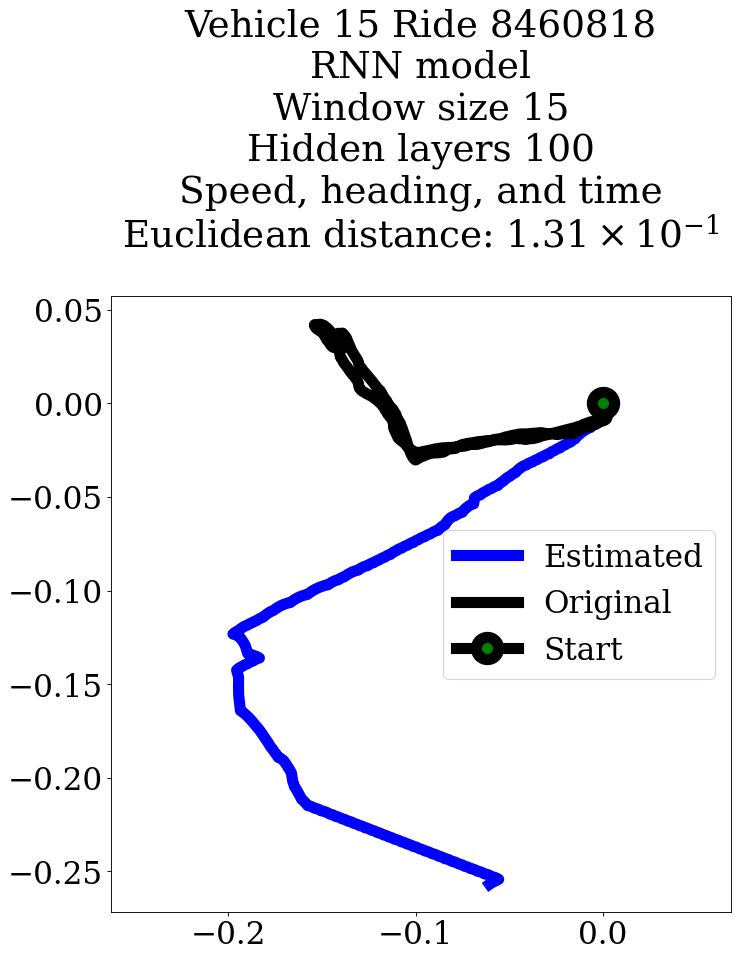 Vehicle 15 Ride 8460818
RNN model
Window size 15
Hidden layers 100
Speed, heading, and time
Euclidean distance: 1.31 × 10⁻¹
0.05
0.00
−0.05
−0.10
−0.15
−0.20
−0.25
Estimated
Original
Start
−0.2 −0.1 0.0